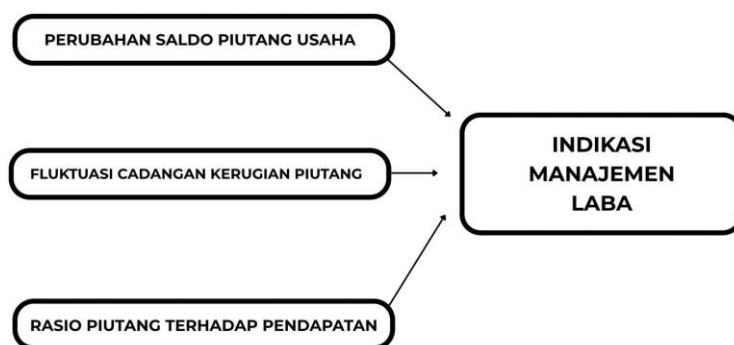 PERUBAHAN SALDO PIUTANG USAHA
FLUKTUASI CADANGAN KERUGIAN PIUTANG
RASIO PIUTANG TERHADAP PENDAPATAN
INDIKASI
MANAJEMEN
LABA